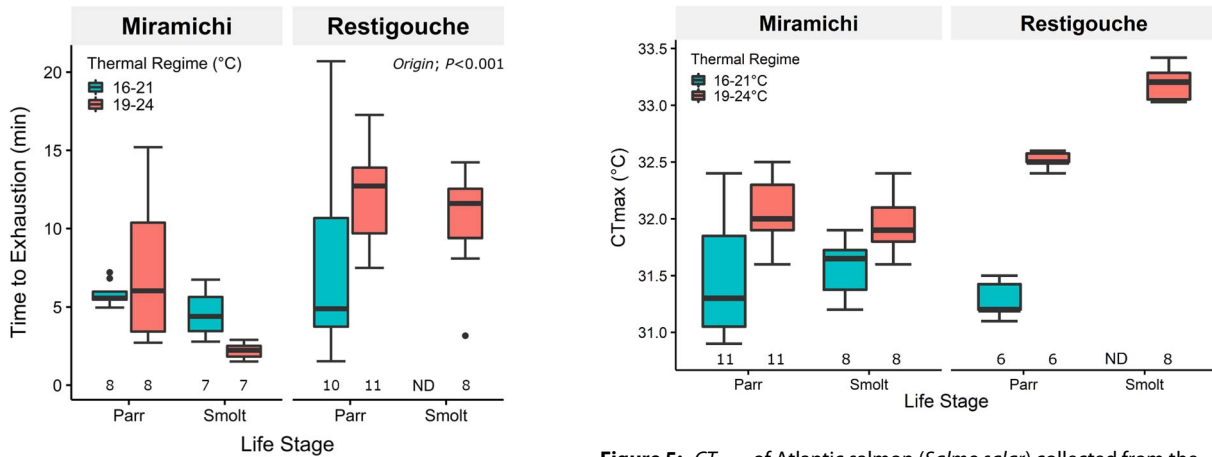 Miramichi Restigouche
Thermal Regime (°C)
16-21
19-24
Origin; P<0.001
Time to Exhaustion (min)
20
15
10
5
0
8 8 7 7 10 11 ND 8
Parr Smolt Parr Smolt
Life Stage
Miramichi Restigouche
Thermal Regime
16-21°C
19-24°C
CTmax (°C)
33.5
33.0
32.5
32.0
31.5
31.0
11 11 8 8 6 6 ND 8
Parr Smolt Parr Smolt
Life Stage
Figure 5: CT of Atlantic salmon (Salmo salar) collected from the